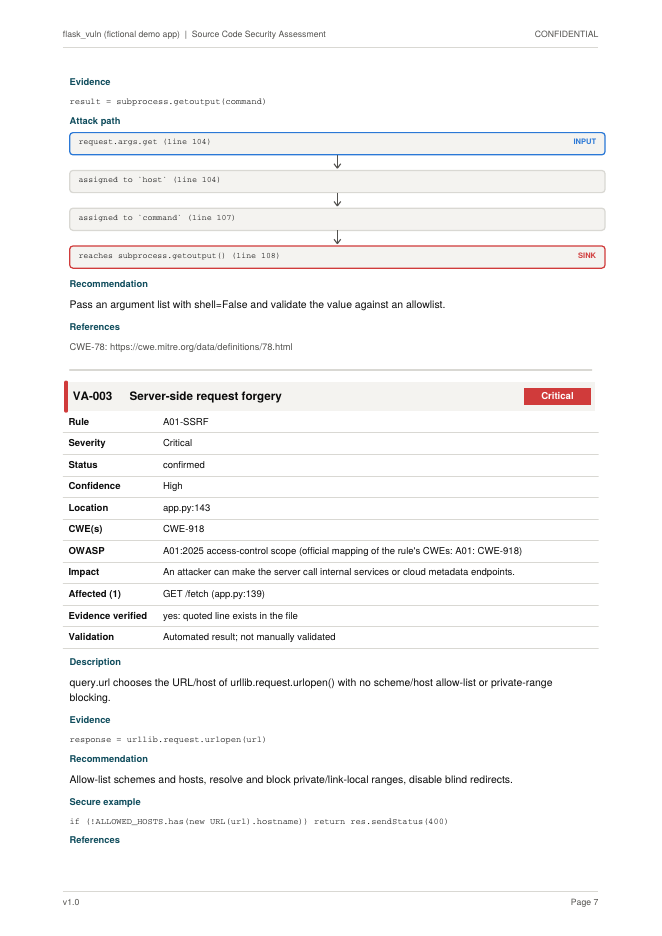 flask_vuln (fictional demo app) | Source Code Security Assessment CONFIDENTIAL
Evidence
result = subprocess.getoutput(command)
Attack path
request.args.get (line 104) INPUT
assigned to `host` (line 104)
assigned to `command` (line 107)
reaches subprocess.getoutput() (line 108) SINK
Recommendation
Pass an argument list with shell=False and validate the value against an allowlist.
References
CWE-78: https://cwe.mitre.org/data/definitions/78.html
VA-003 Server-side request forgery Critical
Rule A01-SSRF
Severity Critical
Status confirmed
Confidence High
Location app.py:143
CWE(s) CWE-918
OWASP A01:2025 access-control scope (official mapping of the rule's CWEs: A01: CWE-918)
Impact An attacker can make the server call internal services or cloud metadata endpoints.
Affected (1) GET /fetch (app.py:139)
Evidence verified yes: quoted line exists in the file
Validation Automated result; not manually validated
Description
query.url chooses the URL/host of urllib.request.urlopen() with no scheme/host allow-list or private-range
blocking.
Evidence
response = urllib.request.urlopen(url)
Recommendation
Allow-list schemes and hosts, resolve and block private/link-local ranges, disable blind redirects.
Secure example
if (!ALLOWED_HOSTS.has(new URL(url).hostname)) return res.sendStatus(400)
References
v1.0 Page 7